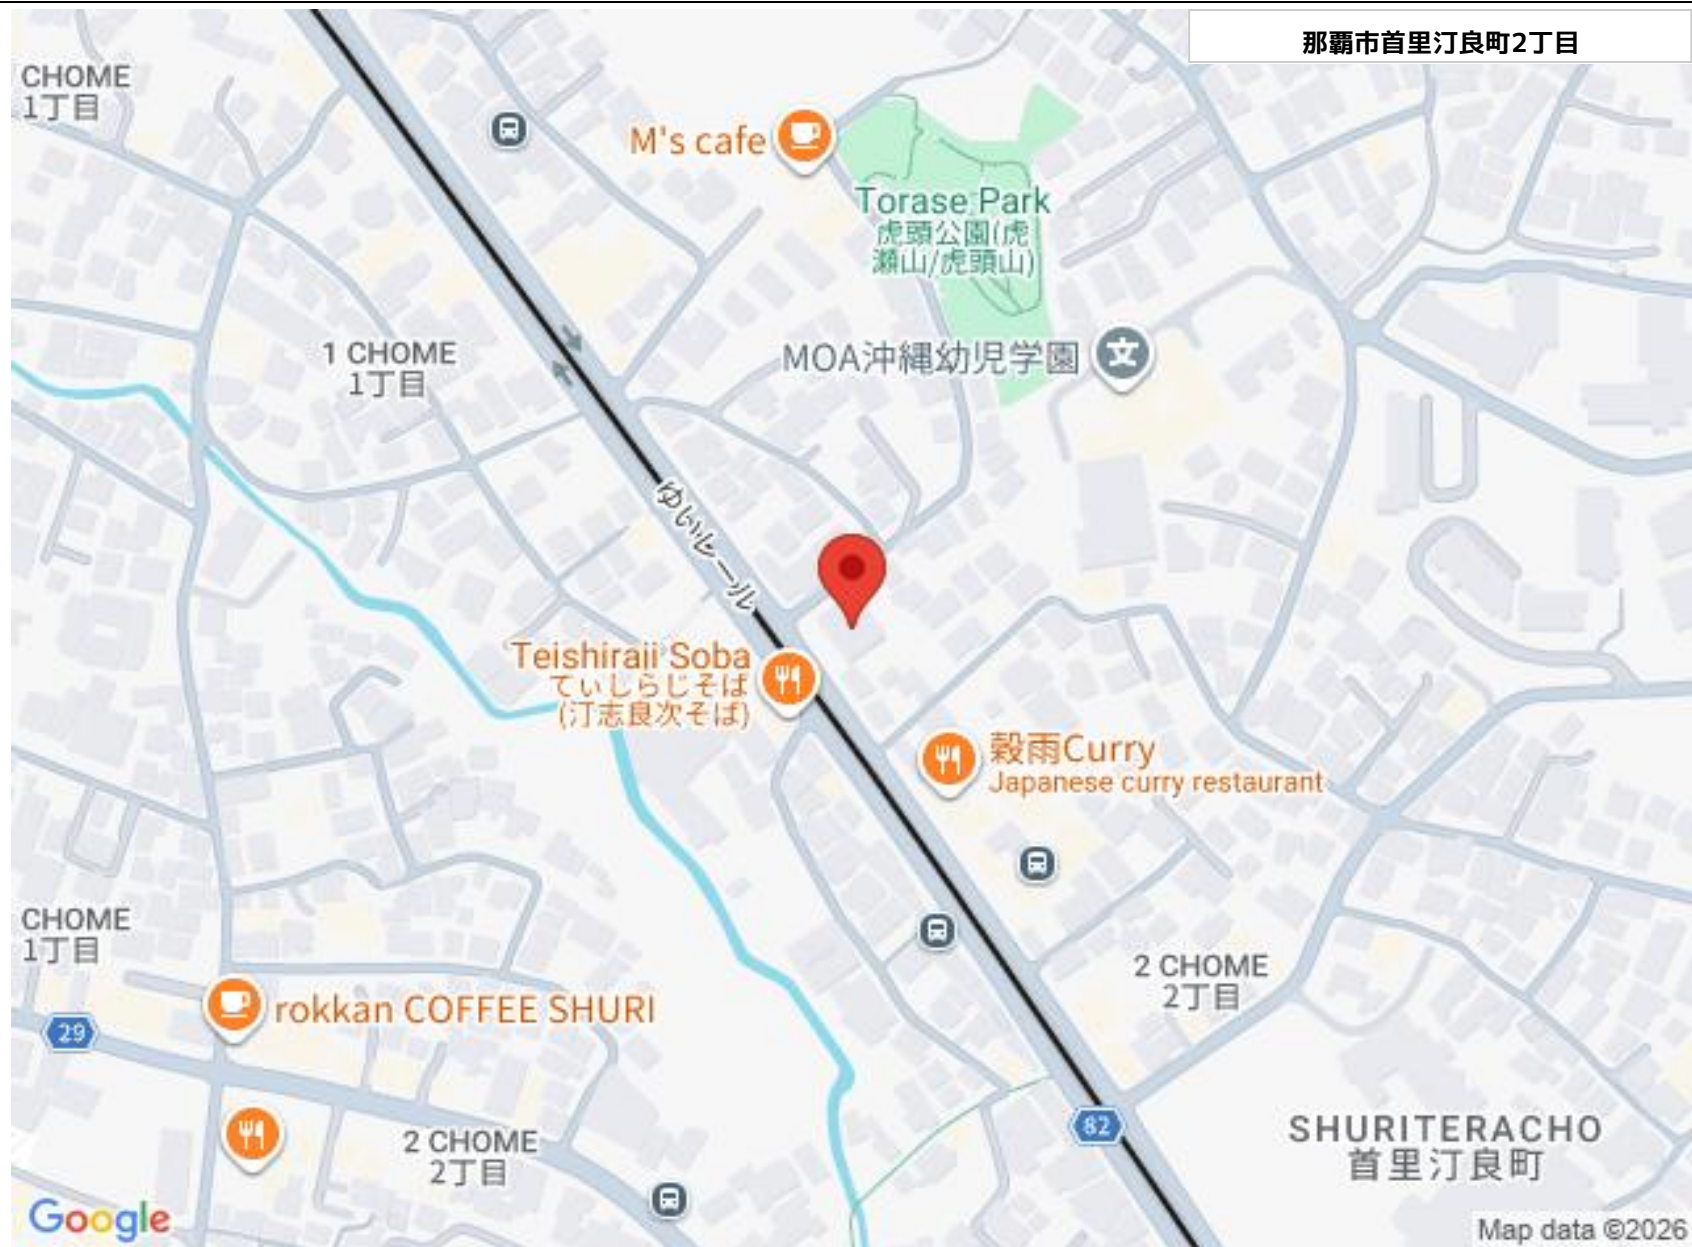 那覇市首里汀良町2丁目
CHOME
1丁目
M's cafe
Torase Park
虎頭公園(虎
瀬山/虎頭山)
1 CHOME
1丁目
MOA沖縄幼児学園
ゆいレール
Teishiraji Soba
てぃしらじそば
(汀志良次そば)
穀雨Curry
Japanese curry restaurant
CHOME
1丁目
2 CHOME
2丁目
rokkan COFFEE SHURI
29
82
2 CHOME
2丁目
SHURITERACHO
首里汀良町
Google
Map data ©2026